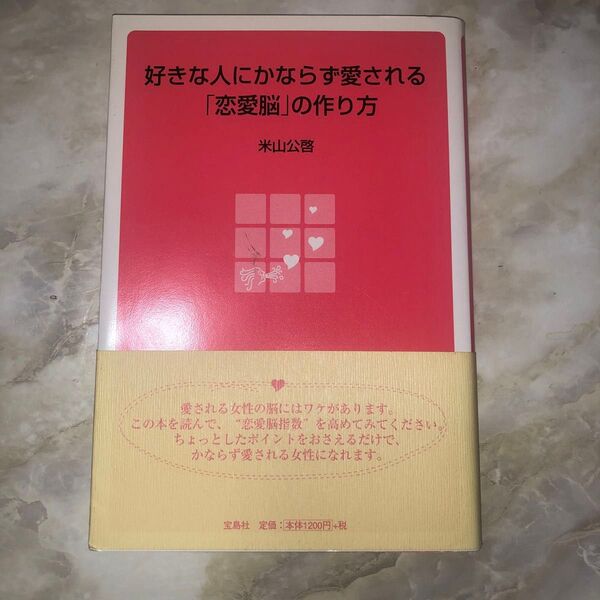 好きな人にかならず愛される
「恋愛脳」の作り方
米山公啓
愛される女性の脳にはワケがあります。
この本を読んで、“恋愛脳指数”を高めてみてください。
ちょっとしたポイントをおさえるだけで、
かならず愛される女性になれます。
宝島社 定価：本体1200円+税